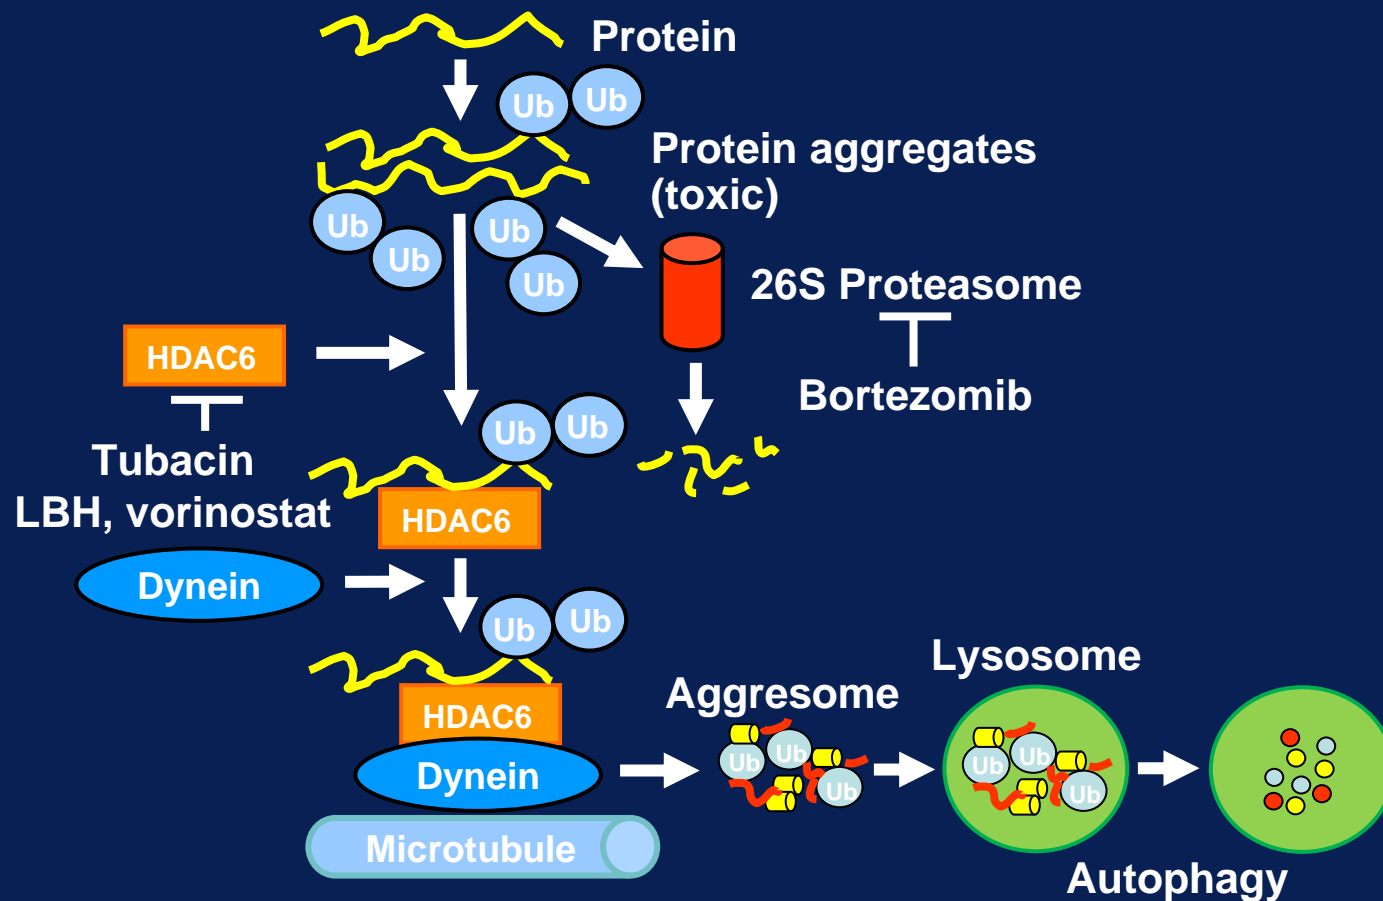 Protein
Ub
Ub
Protein aggregates
(toxic)
Ub
Ub
Ub
Ub
26S Proteasome
Bortezomib
HDAC6
Tubacin
LBH, vorinostat
Ub
Ub
HDAC6
Dynein
Ub
Ub
HDAC6
Dynein
Microtubule
Aggresome
Ub
Ub
Ub
Lysosome
Ub
Ub
Ub
Autophagy